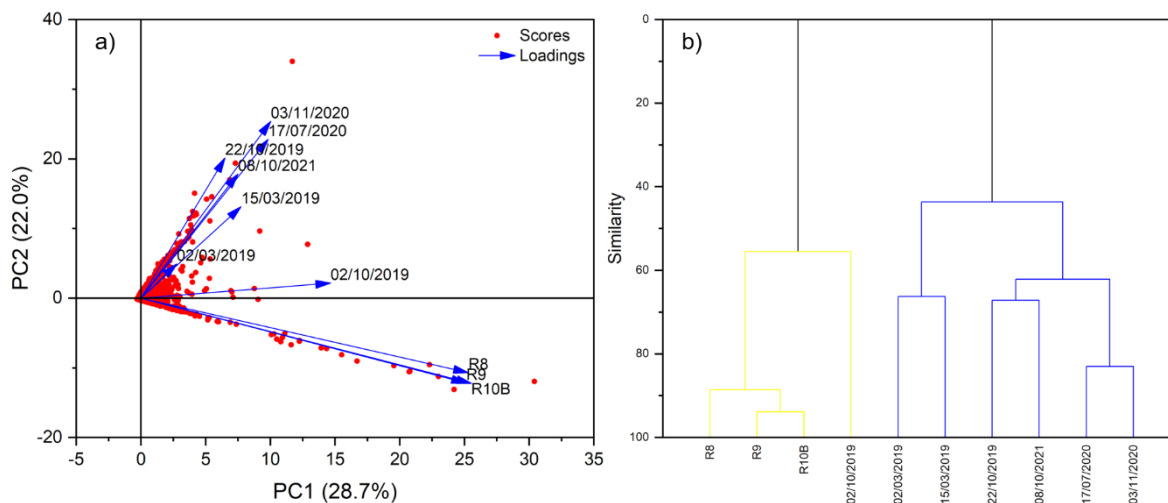 a)
Scores
Loadings
40
20
0
-20
PC2 (22.0%)
03/11/2020
17/07/2020
22/10/2019
08/10/2021
15/03/2019
02/03/2019
02/10/2019
R8
R9
R10B
-5
0
5
10
15
20
25
30
35
PC1 (28.7%)
b)
0
20
40
60
80
100
Similarity
R8
R9
R10B
02/10/2019
02/03/2019
15/03/2019
22/10/2019
08/10/2021
17/07/2020
03/11/2020